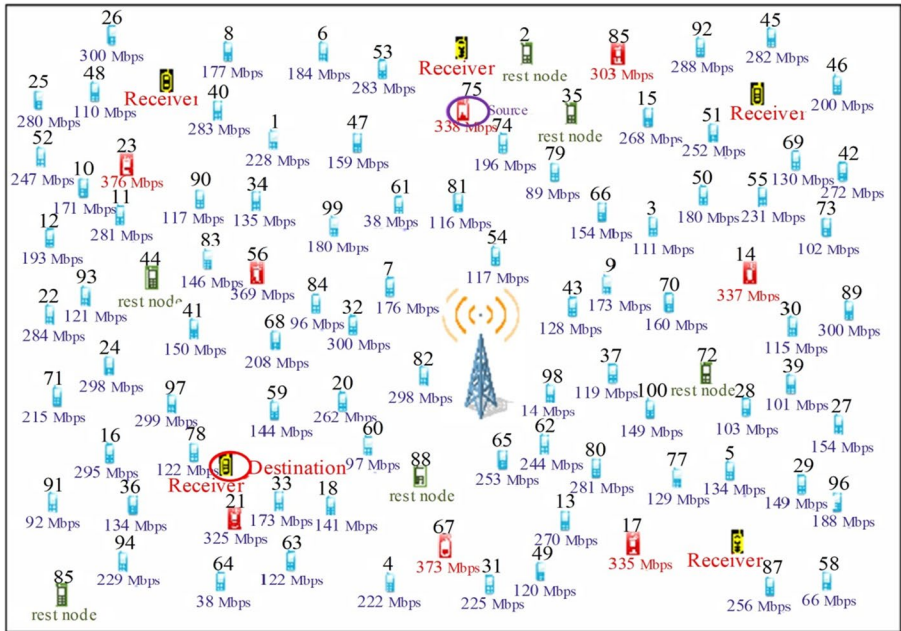 26
300 Mbps
8
177 Mbps
6
184 Mbps
53
283 Mbps
Receiver
2
rest node
85
303 Mbps
92
288 Mbps
45
282 Mbps
25
280 Mbps
48
110 Mbps
Receiver
40
283 Mbps
75
Source
338 Mbps
35
rest node
15
268 Mbps
Receiver
46
200 Mbps
52
247 Mbps
23
376 Mbps
1
228 Mbps
47
159 Mbps
74
196 Mbps
51
252 Mbps
10
171 Mbps
79
89 Mbps
69
130 Mbps
42
272 Mbps
11
281 Mbps
90
117 Mbps
34
135 Mbps
61
38 Mbps
81
116 Mbps
66
154 Mbps
50
180 Mbps
55
231 Mbps
12
193 Mbps
99
180 Mbps
3
111 Mbps
73
102 Mbps
44
rest node
83
146 Mbps
56
369 Mbps
54
117 Mbps
14
337 Mbps
93
121 Mbps
7
176 Mbps
9
173 Mbps
22
284 Mbps
84
96 Mbps
43
128 Mbps
70
160 Mbps
89
300 Mbps
41
150 Mbps
68
208 Mbps
32
300 Mbps
30
115 Mbps
24
298 Mbps
82
298 Mbps
37
119 Mbps
72
rest node
39
101 Mbps
71
215 Mbps
97
299 Mbps
59
144 Mbps
20
262 Mbps
98
14 Mbps
100
149 Mbps
28
103 Mbps
27
154 Mbps
16
295 Mbps
78
122 Mbps
Destination
Receiver
60
97 Mbps
88
rest node
65
253 Mbps
62
244 Mbps
80
281 Mbps
77
129 Mbps
5
134 Mbps
29
149 Mbps
91
92 Mbps
36
134 Mbps
21
325 Mbps
33
173 Mbps
18
141 Mbps
96
188 Mbps
13
270 Mbps
67
373 Mbps
17
335 Mbps
Receiver
94
229 Mbps
64
38 Mbps
63
122 Mbps
4
222 Mbps
31
225 Mbps
49
120 Mbps
87
256 Mbps
58
66 Mbps
85
rest node